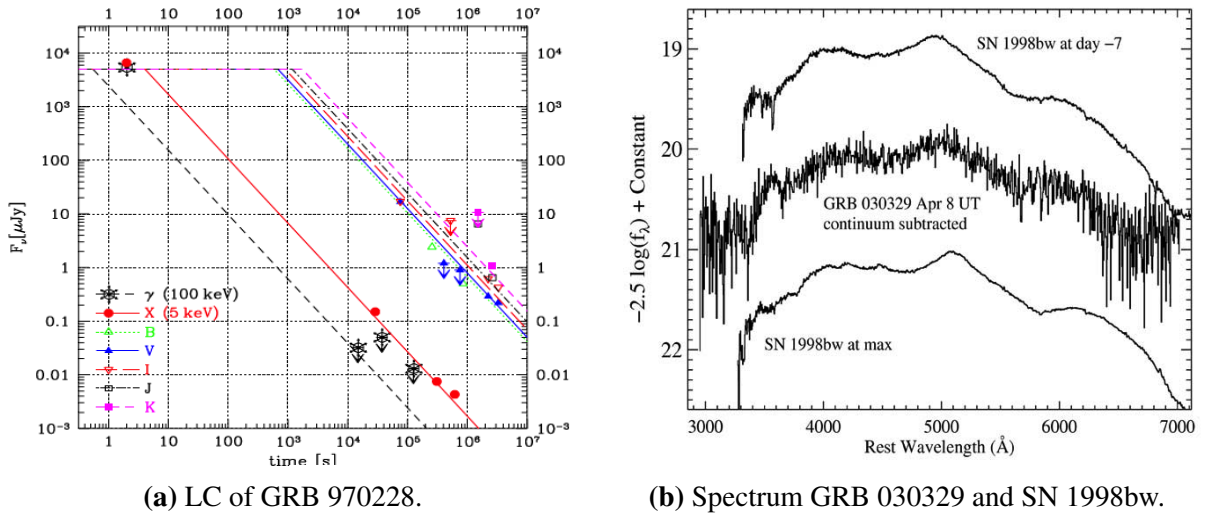 1 10 100 10³ 10⁴ 10⁵ 10⁶ 10⁷
10⁴ 10⁴
10³ 10³
100 100
10 10
1 1
0.1 0.1
0.01 0.01
10⁻³ 10⁻³
F_ν[μJy]
γ (100 keV)
X (5 keV)
B
V
I
J
K
1 10 100 10³ 10⁴ 10⁵ 10⁶ 10⁷
time [s]
(a) LC of GRB 970228.
19
20
21
22
−2.5 log(f_λ) + Constant
SN 1998bw at day −7
GRB 030329 Apr 8 UT
continuum subtracted
SN 1998bw at max
3000 4000 5000 6000 7000
Rest Wavelength (Å)
(b) Spectrum GRB 030329 and SN 1998bw.